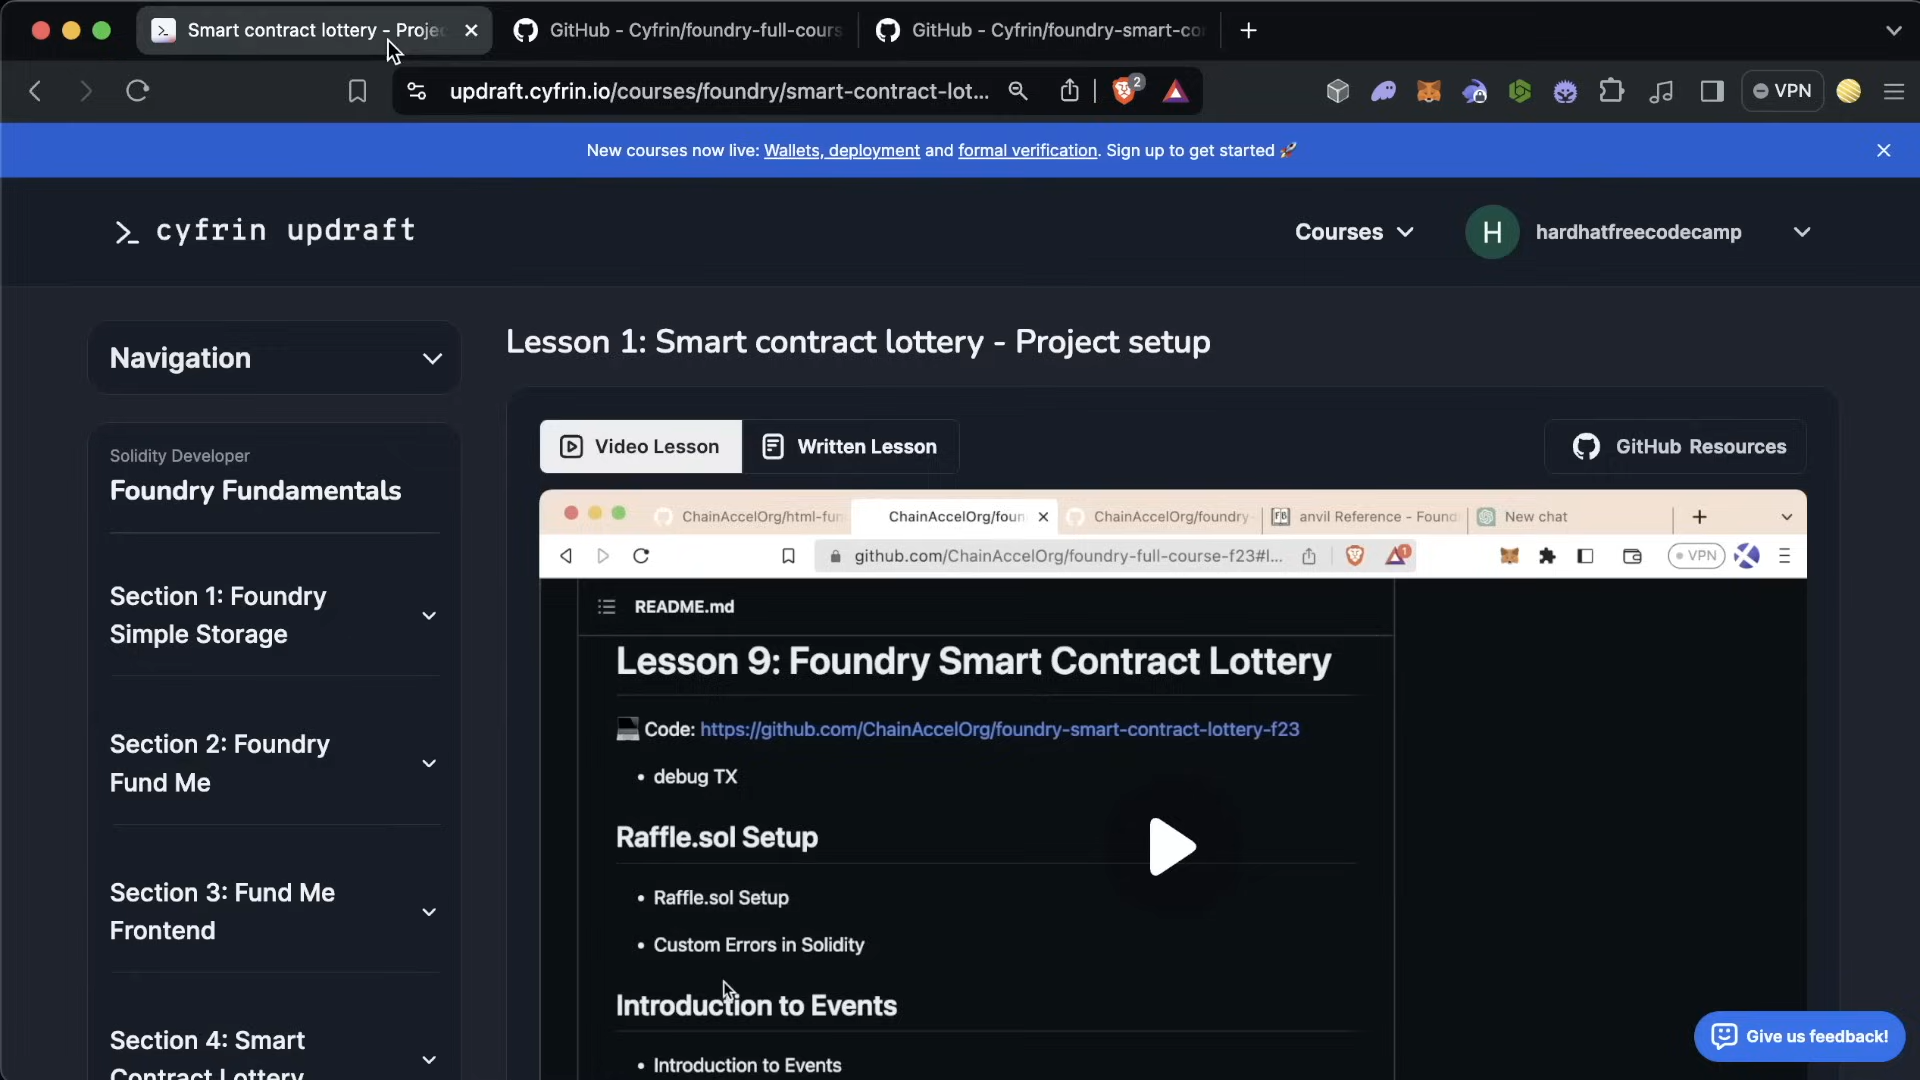 Smart contract lottery - Projec
GitHub - Cyfrin/foundry-full-cours
GitHub - Cyfrin/foundry-smart-co
updraft.cyfrin.io/courses/foundry/smart-contract-lot...
2
VPN
New courses now live: Wallets, deployment and formal verification. Sign up to get started 🚀
>_ cyfrin updraft
Courses
H
hardhatfreecodecamp
Navigation
Lesson 1: Smart contract lottery - Project setup
Video Lesson
Written Lesson
GitHub Resources
Solidity Developer
Foundry Fundamentals
Section 1: Foundry
Simple Storage
Section 2: Foundry
Fund Me
Section 3: Fund Me
Frontend
Section 4: Smart
Contract Lottery
ChainAccelOrg/html-fun
ChainAccelOrg/foun
ChainAccelOrg/foundry-
FB
anvil Reference - Found
New chat
github.com/ChainAccelOrg/foundry-full-course-f23#l...
1
VPN
README.md
Lesson 9: Foundry Smart Contract Lottery
💻 Code: https://github.com/ChainAccelOrg/foundry-smart-contract-lottery-f23
• debug TX
Raffle.sol Setup
• Raffle.sol Setup
• Custom Errors in Solidity
Introduction to Events
• Introduction to Events
Give us feedback!